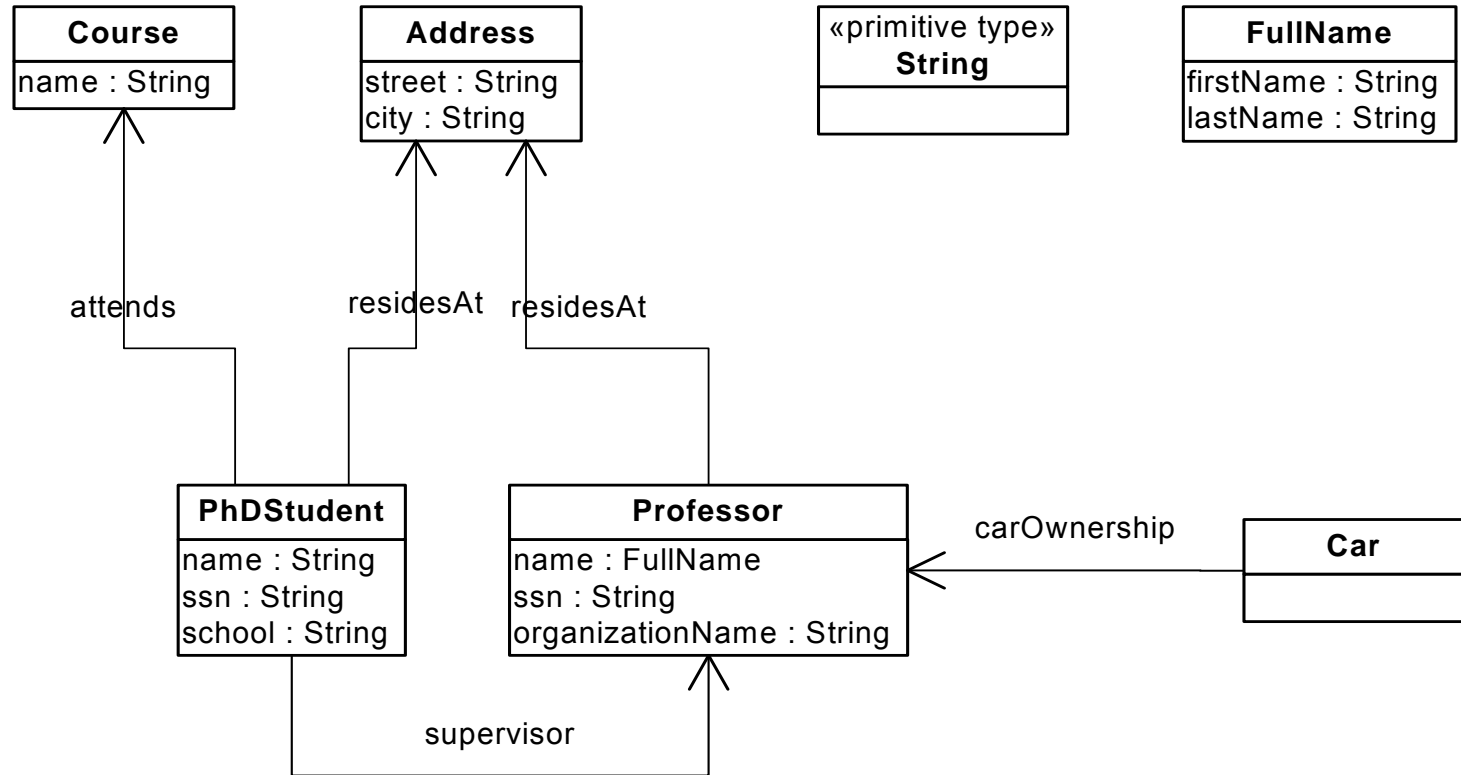 Course
name : String
Address
street : String
city : String
«primitive type»
String
FullName
firstName : String
lastName : String
attends
residesAt
residesAt
PhDStudent
name : String
ssn : String
school : String
Professor
name : FullName
ssn : String
organizationName : String
carOwnership
Car
supervisor